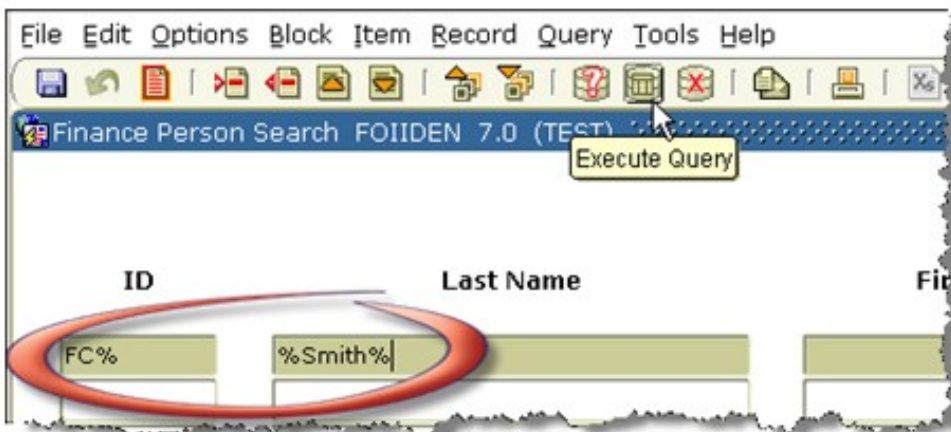 File Edit Options Block Item Record Query Tools Help
Finance Person Search FOIIDEN 7.0 (TEST)
Execute Query
ID Last Name
FC% %Smith%